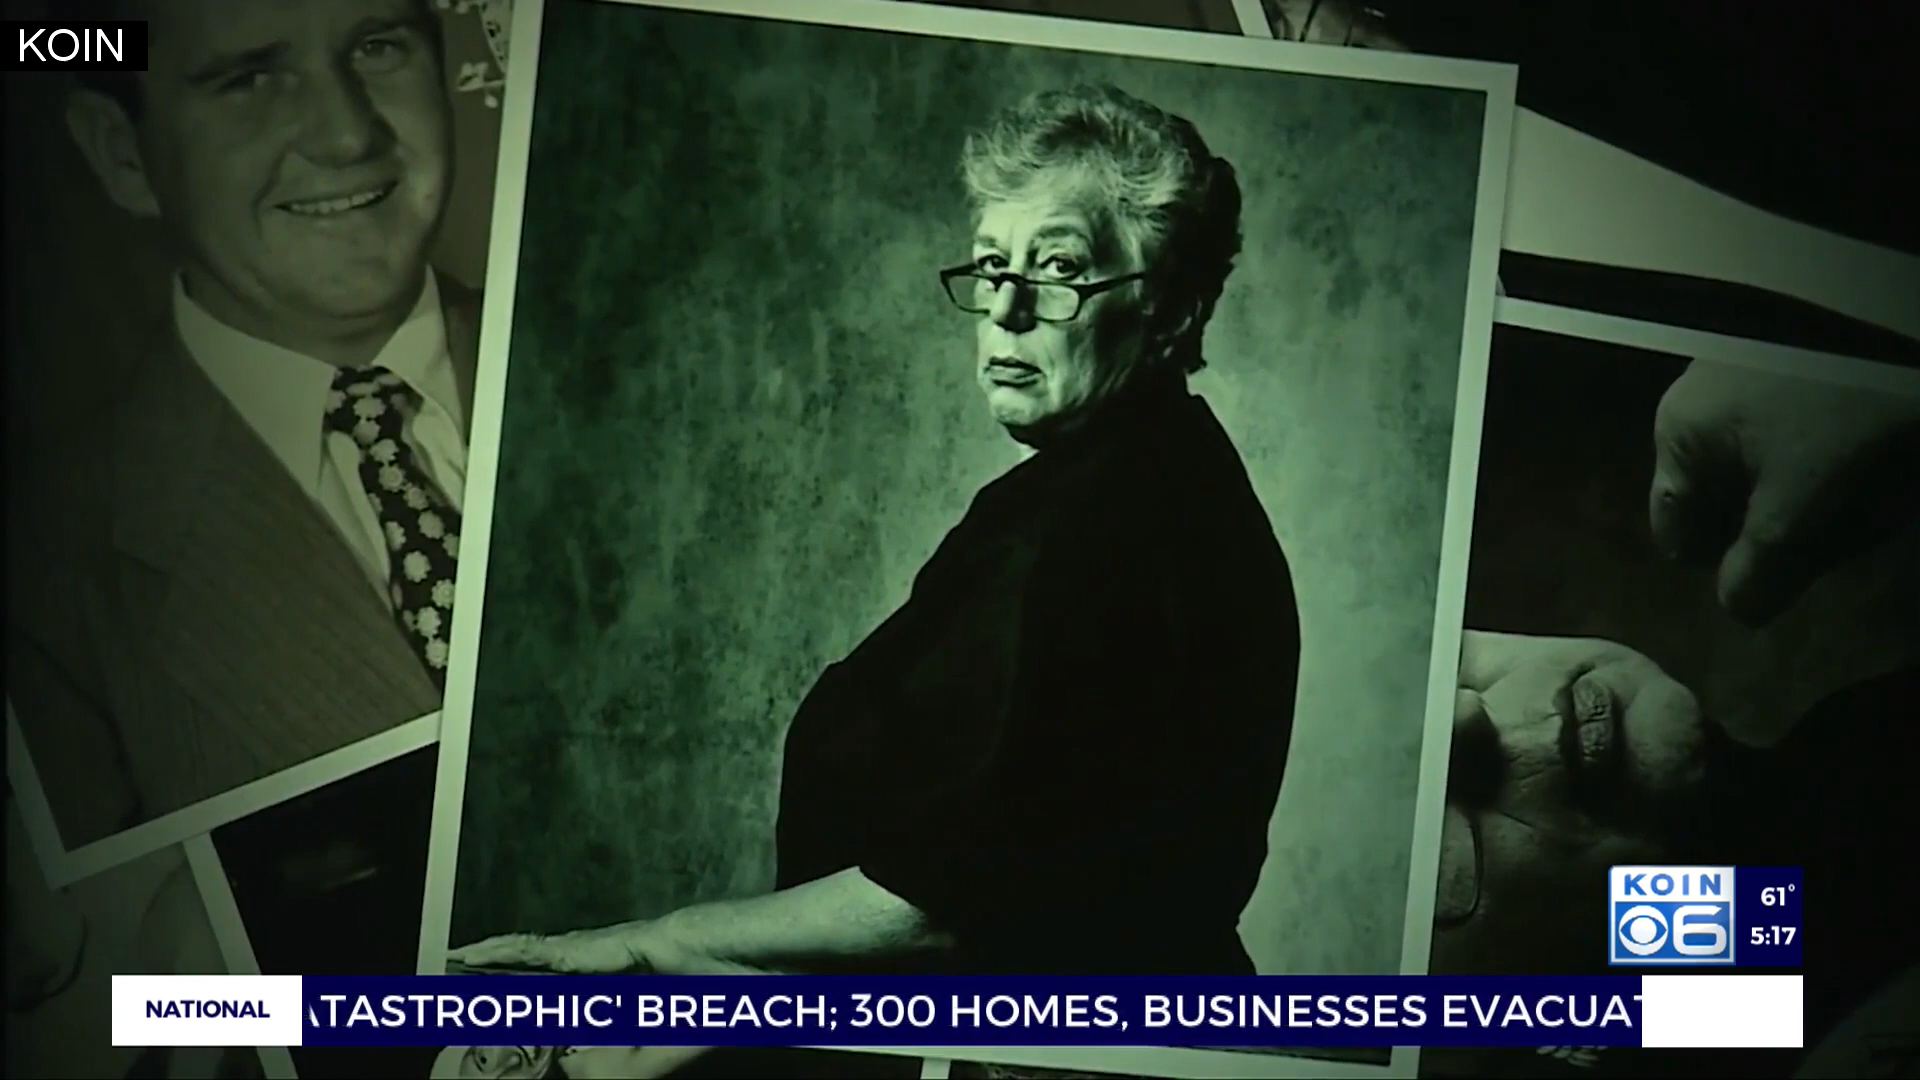 KOIN
KOIN
6
61°
5:17
NATIONAL
ATASTROPHIC' BREACH; 300 HOMES, BUSINESSES EVACUAT